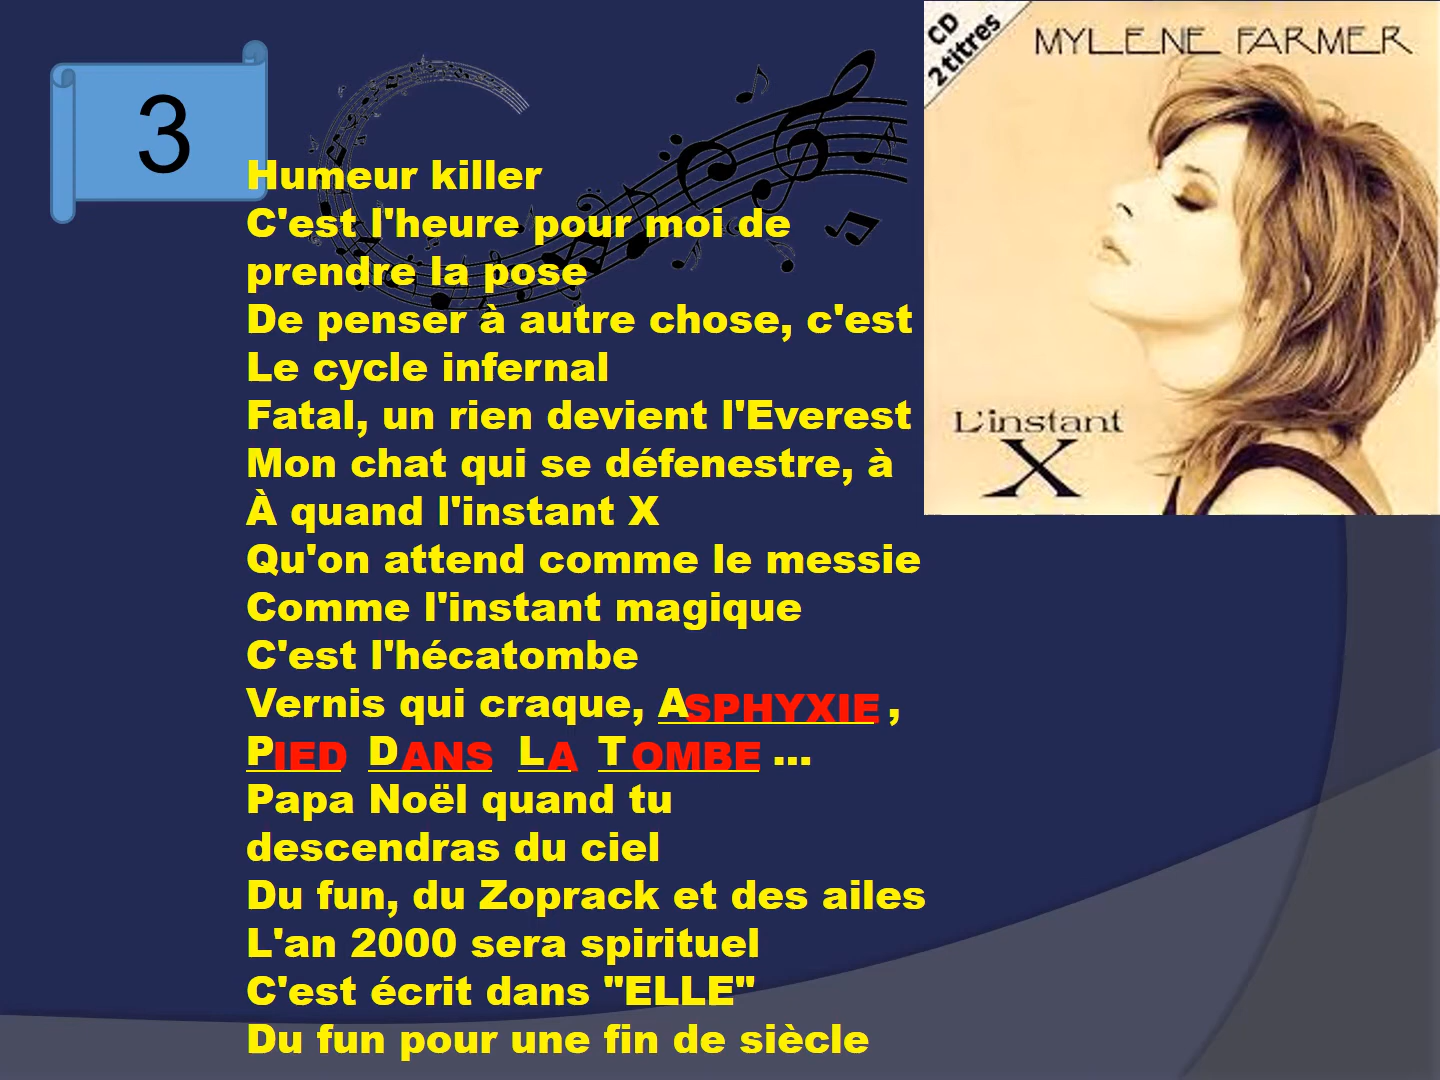 3
CD
2 titres
MYLENE FARMER
L'instant
X
Humeur killer
C'est l'heure pour moi de
prendre la pose
De penser à autre chose, c'est
Le cycle infernal
Fatal, un rien devient l'Everest
Mon chat qui se défenestre, à
À quand l'instant X
Qu'on attend comme le messie
Comme l'instant magique
C'est l'hécatombe
Vernis qui craque, ASPHYXIE ,
PIED DANS LA TOMBE ...
Papa Noël quand tu
descendras du ciel
Du fun, du Zoprack et des ailes
L'an 2000 sera spirituel
C'est écrit dans "ELLE"
Du fun pour une fin de siècle